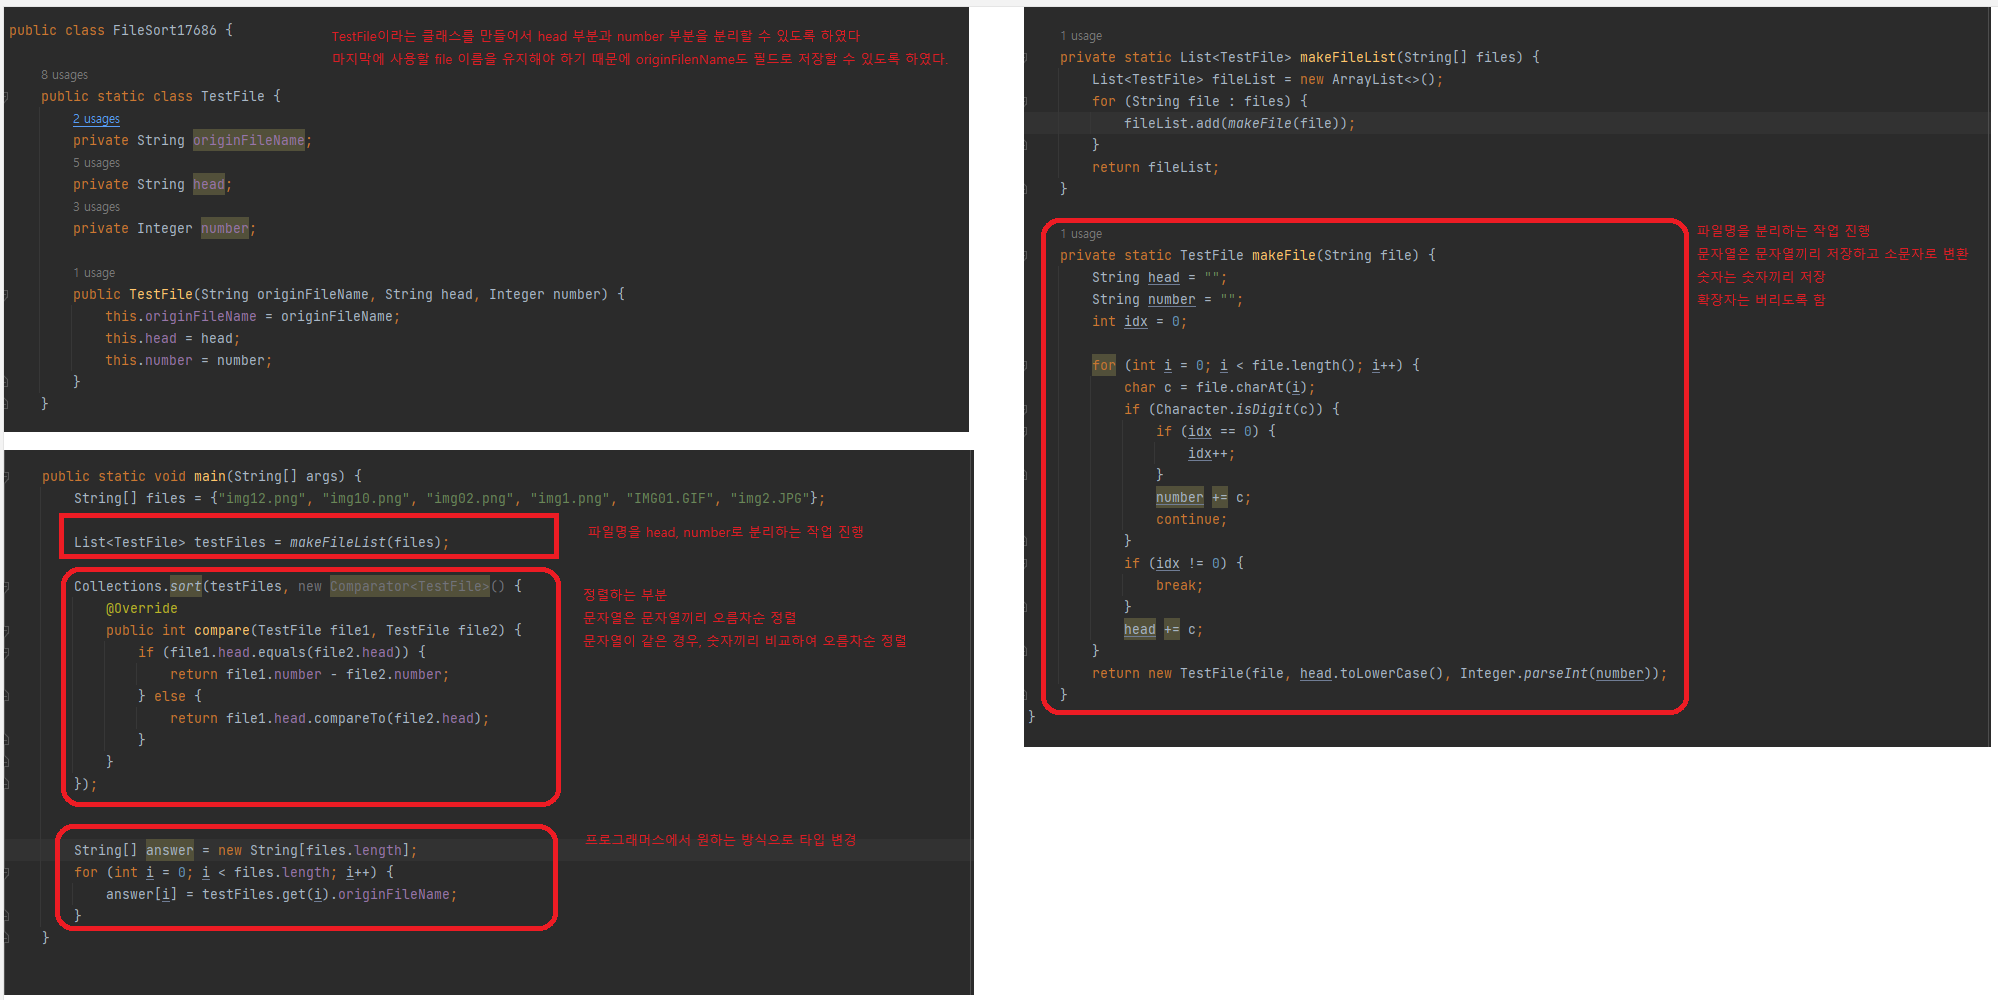 public class FileSort17686 {
TestFile이라는 클래스를 만들어서 head 부분과 number 부분을 분리할 수 있도록 하였다
마지막에 사용할 file 이름을 유지해야 하기 때문에 originFilenName도 필드로 저장할 수 있도록 하였다.
8 usages
public static class TestFile {
2 usages
private String originFileName;
5 usages
private String head;
3 usages
private Integer number;
1 usage
public TestFile(String originFileName, String head, Integer number) {
this.originFileName = originFileName;
this.head = head;
this.number = number;
}
}
public static void main(String[] args) {
String[] files = {"img12.png", "img10.png", "img02.png", "img1.png", "IMG01.GIF", "img2.JPG"};
List<TestFile> testFiles = makeFileList(files);
파일명을 head, number로 분리하는 작업 진행
Collections.sort(testFiles, new Comparator<TestFile>() {
@Override
public int compare(TestFile file1, TestFile file2) {
if (file1.head.equals(file2.head)) {
return file1.number - file2.number;
} else {
return file1.head.compareTo(file2.head);
}
}
});
정렬하는 부분
문자열은 문자열끼리 오름자순 정렬
문자열이 같은 경우, 숫자끼리 비교하여 오름자순 정렬
String[] answer = new String[files.length];
for (int i = 0; i < files.length; i++) {
answer[i] = testFiles.get(i).originFileName;
}
}
프로그래머스에서 원하는 방식으로 타입 변경
1 usage
private static List<TestFile> makeFileList(String[] files) {
List<TestFile> fileList = new ArrayList<>();
for (String file : files) {
fileList.add(makeFile(file));
}
return fileList;
}
1 usage
private static TestFile makeFile(String file) {
String head = "";
String number = "";
int idx = 0;
for (int i = 0; i < file.length(); i++) {
char c = file.charAt(i);
if (Character.isDigit(c)) {
if (idx == 0) {
idx++;
}
number += c;
continue;
}
if (idx != 0) {
break;
}
head += c;
}
return new TestFile(file, head.toLowerCase(), Integer.parseInt(number));
}
}
파일명을 분리하는 작업 진행
문자열은 문자열끼리 저장하고 소문자로 변환
숫자는 숫자끼리 저장
확장자는 버리도록 함